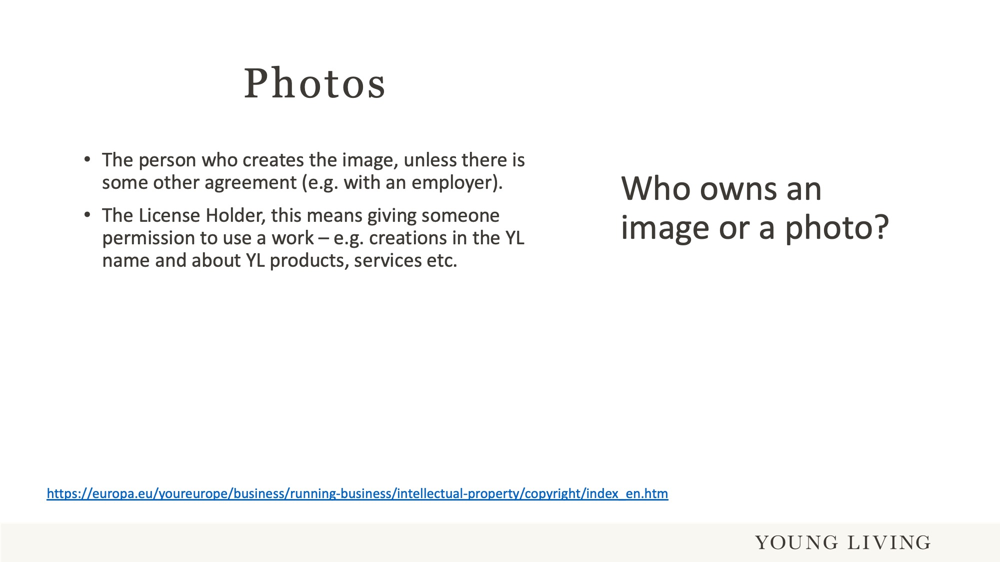 Photos
• The person who creates the image, unless there is
some other agreement (e.g. with an employer).
• The License Holder, this means giving someone
permission to use a work – e.g. creations in the YL
name and about YL products, services etc.
Who owns an
image or a photo?
https://europa.eu/youreurope/business/running-business/intellectual-property/copyright/index_en.htm
YOUNG LIVING